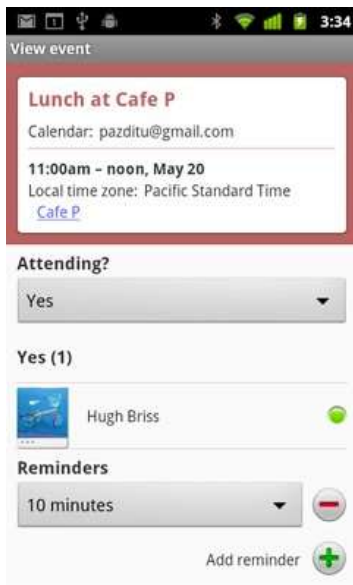 3:34
View event
Lunch at Cafe P
Calendar: pazditu@gmail.com
11:00am – noon, May 20
Local time zone: Pacific Standard Time
Cafe P
Attending?
Yes
Yes (1)
Hugh Briss
Reminders
10 minutes
Add reminder